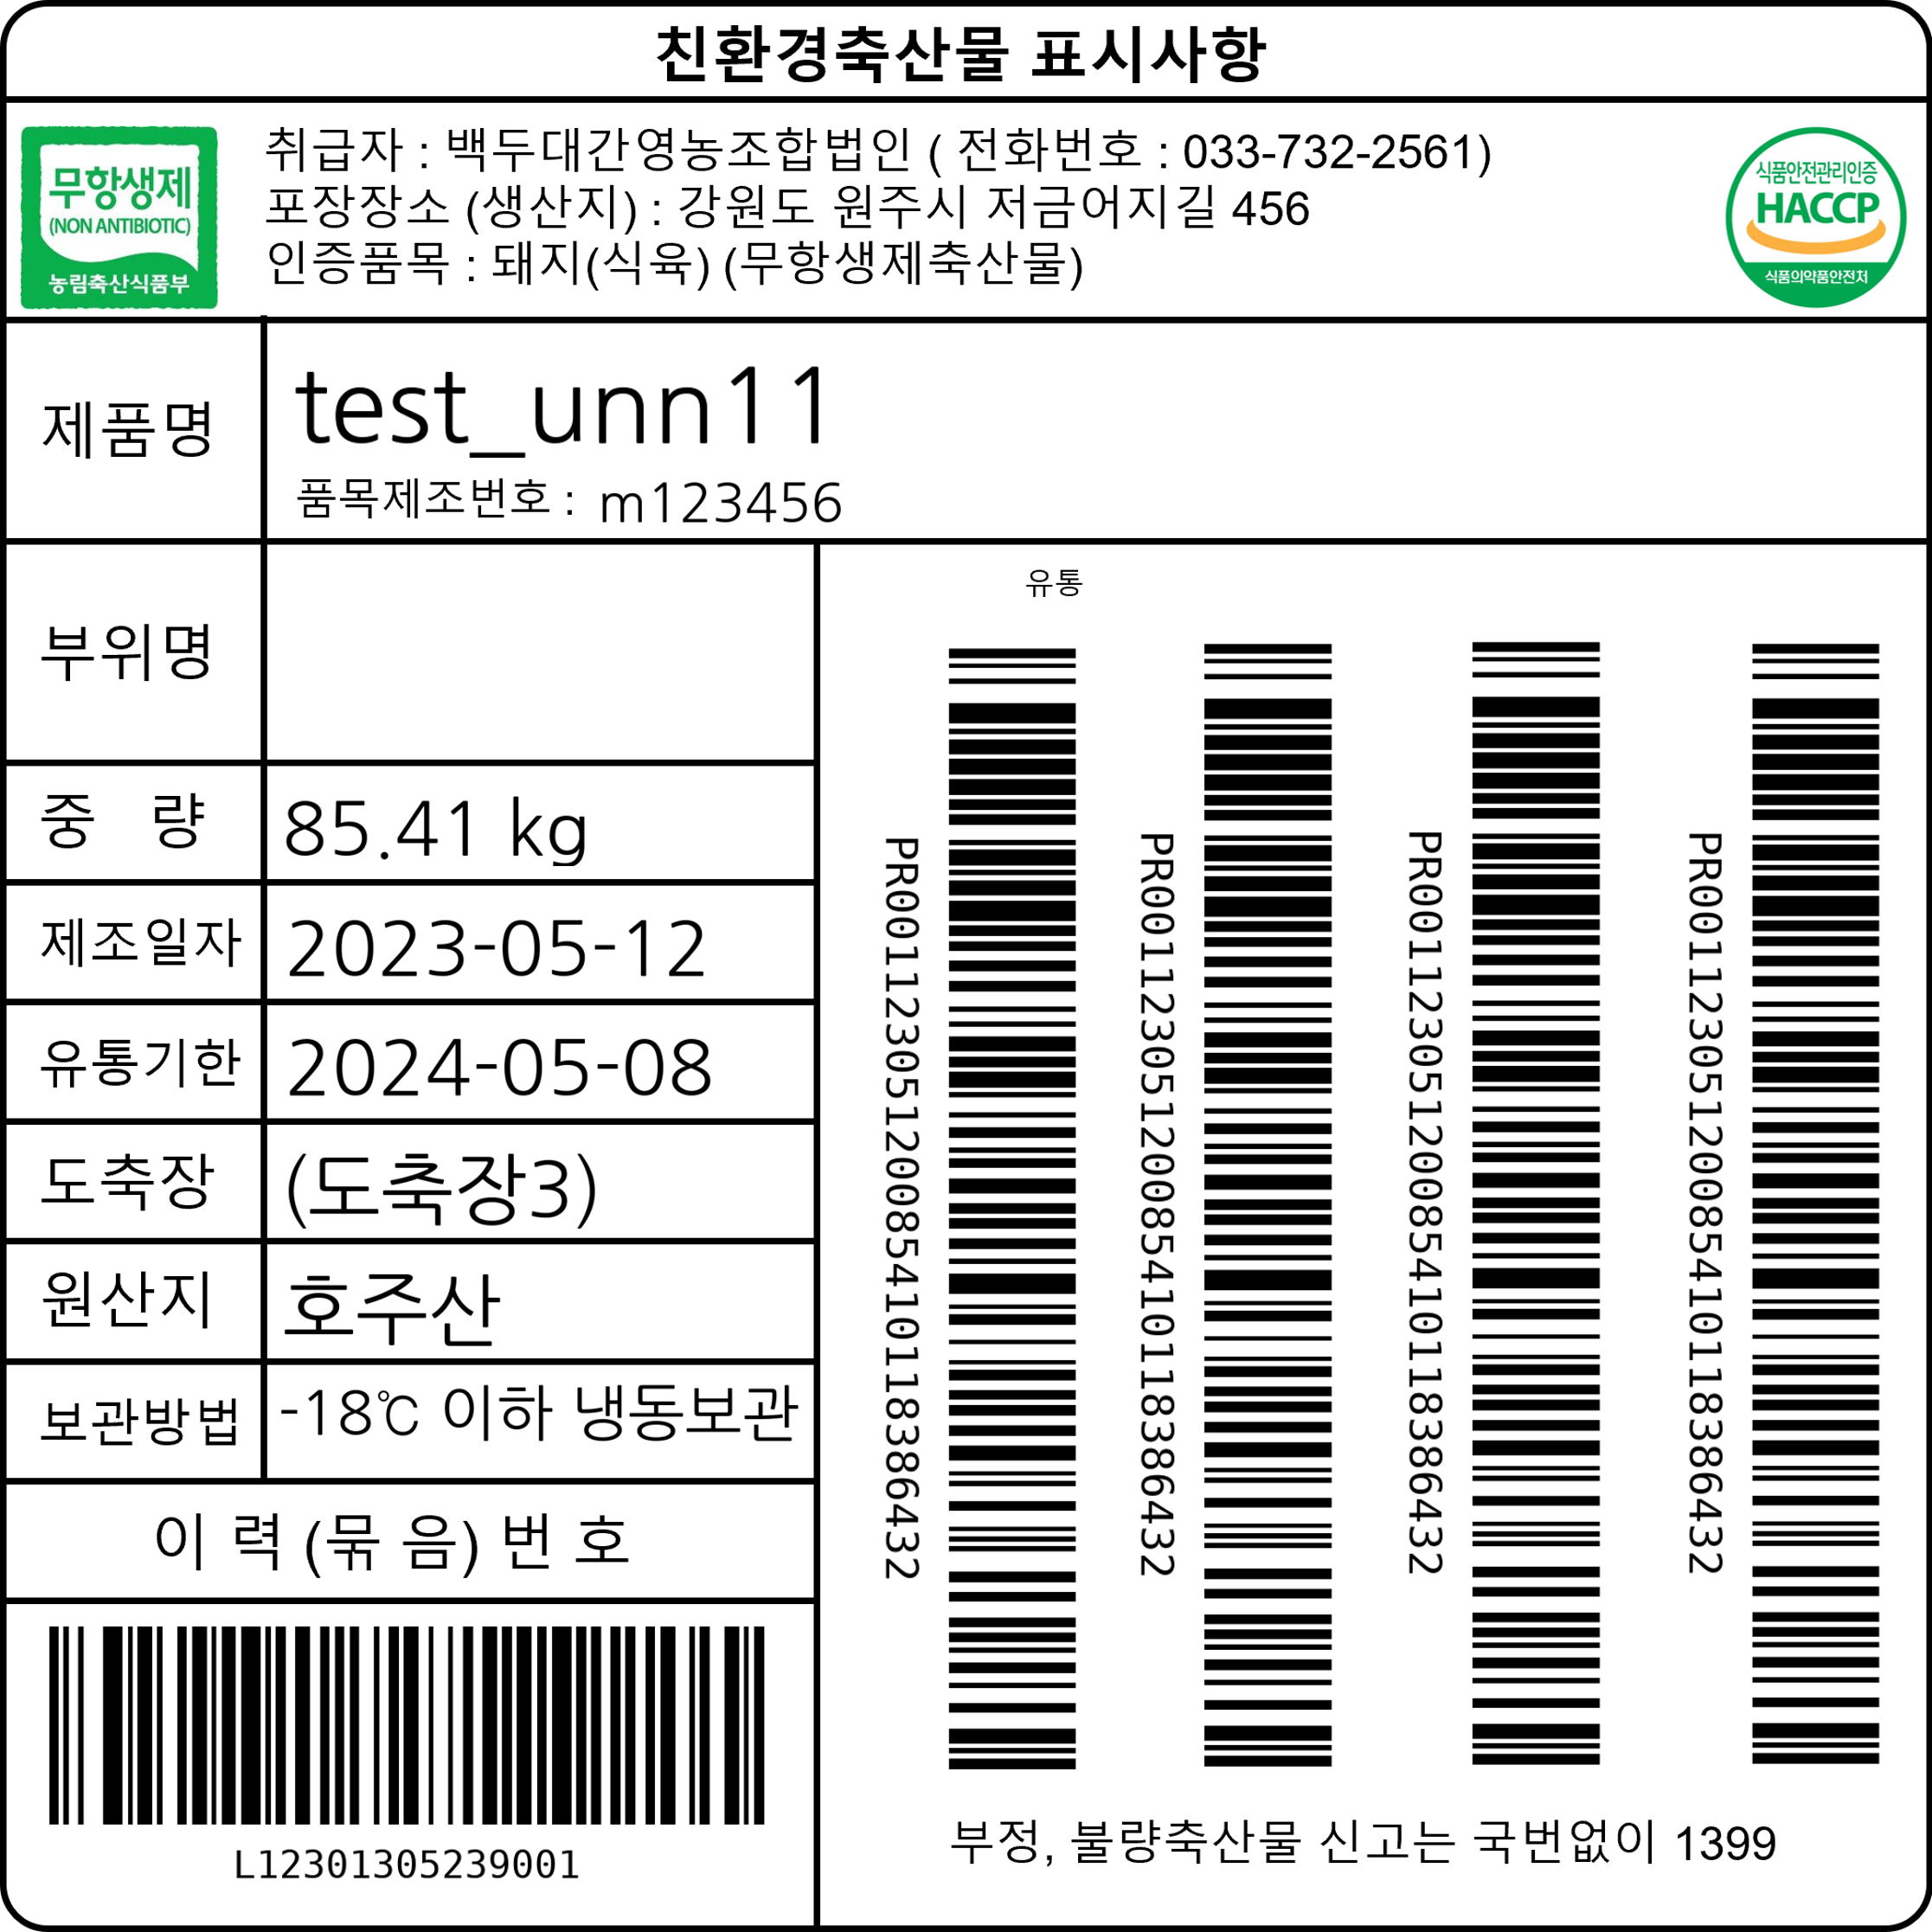 친환경축산물 표시사항
무항생제
(NON ANTIBIOTIC)
농림축산식품부
취급자 : 백두대간영농조합법인 ( 전화번호 : 033-732-2561)
포장장소 (생산지) : 강원도 원주시 저금어지길 456
인증품목 : 돼지(식육) (무항생제축산물)
식품안전관리인증
HACCP
식품의약품안전처
제품명
test_unn11
품목제조번호 : m123456
부위명
중 량
85.41 kg
제조일자
2023-05-12
유통기한
2024-05-08
도축장
(도축장3)
원산지
호주산
보관방법
-18℃ 이하 냉동보관
이 력 (묶 음) 번 호
L12301305239001
유통
PR00112305120085410118386432
PR00112305120085410118386432
PR00112305120085410118386432
PR00112305120085410118386432
부정, 불량축산물 신고는 국번없이 1399